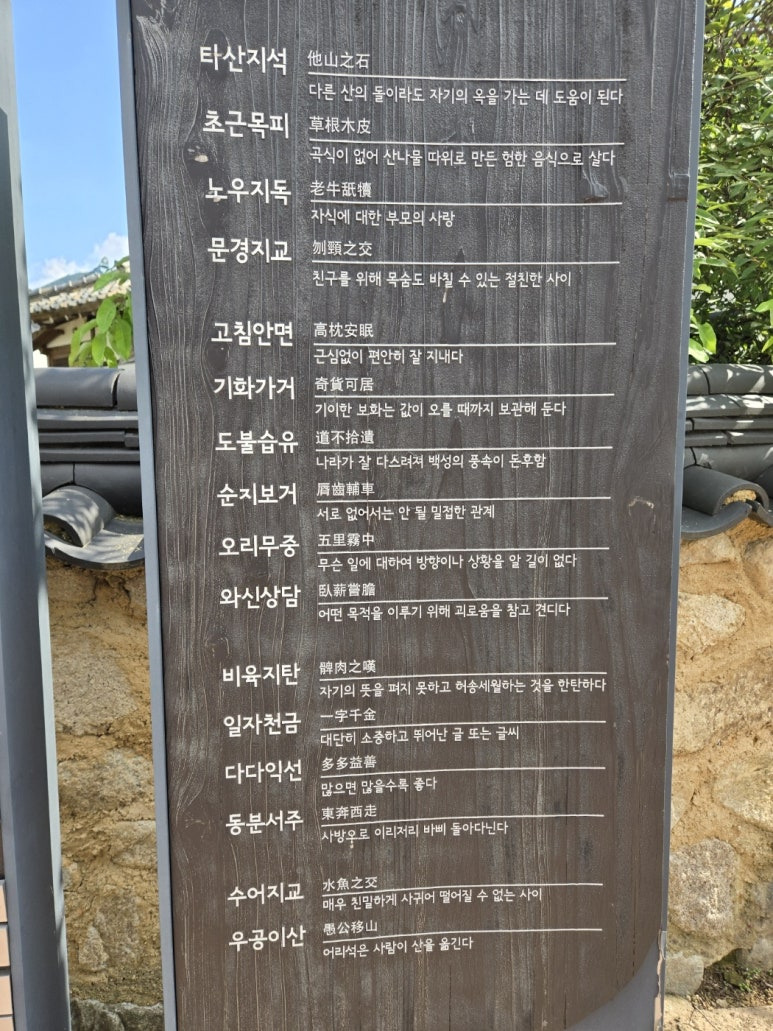 타산지석 他山之石
다른 산의 돌이라도 자기의 옥을 가는 데 도움이 된다
초근목피 草根木皮
곡식이 없어 산나물 따위로 만든 험한 음식으로 살다
노우지독 老牛舐犢
자식에 대한 부모의 사랑
문경지교 刎頸之交
친구를 위해 목숨도 바칠 수 있는 절친한 사이
고침안면 高枕安眠
근심없이 편안히 잘 지내다
기화가거 奇貨可居
기이한 보화는 값이 오를 때까지 보관해 둔다
도불습유 道不拾遺
나라가 잘 다스려져 백성의 풍속이 돈후함
순지보거 脣齒輔車
서로 없어서는 안 될 밀접한 관계
오리무중 五里霧中
무슨 일에 대하여 방향이나 상황을 알 길이 없다
와신상담 臥薪嘗膽
어떤 목적을 이루기 위해 괴로움을 참고 견디다
비육지탄 髀肉之嘆
자기의 뜻을 펴지 못하고 허송세월하는 것을 한탄하다
일자천금 一字千金
대단히 소중하고 뛰어난 글 또는 글씨
다다익선 多多益善
많으면 많을수록 좋다
동분서주 東奔西走
사방으로 이리저리 바삐 돌아다닌다
수어지교 水魚之交
매우 친밀하게 사귀어 떨어질 수 없는 사이
우공이산 愚公移山
어리석은 사람이 산을 옮긴다